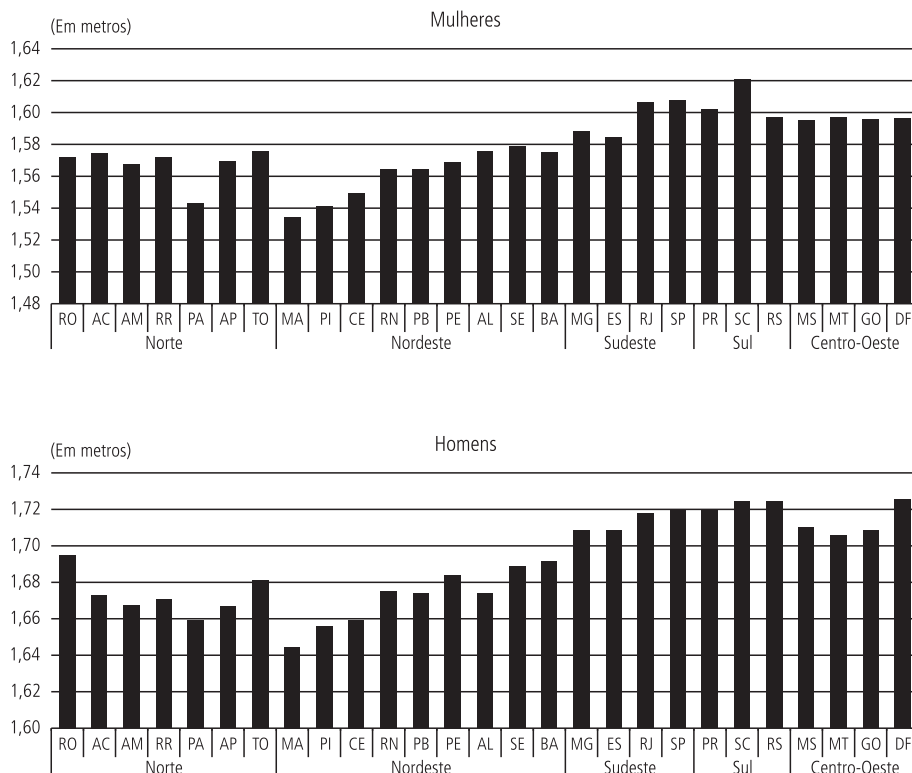 Mulheres
(Em metros)
1,64
1,62
1,60
1,58
1,56
1,54
1,52
1,50
1,48
RO AC AM RR PA AP TO MA PI CE RN PB PE AL SE BA MG ES RJ SP PR SC RS MS MT GO DF
Norte Nordeste Sudeste Sul Centro-Oeste
Homens
(Em metros)
1,74
1,72
1,70
1,68
1,66
1,64
1,62
1,60
RO AC AM RR PA AP TO MA PI CE RN PB PE AL SE BA MG ES RJ SP PR SC RS MS MT GO DF
Norte Nordeste Sudeste Sul Centro-Oeste